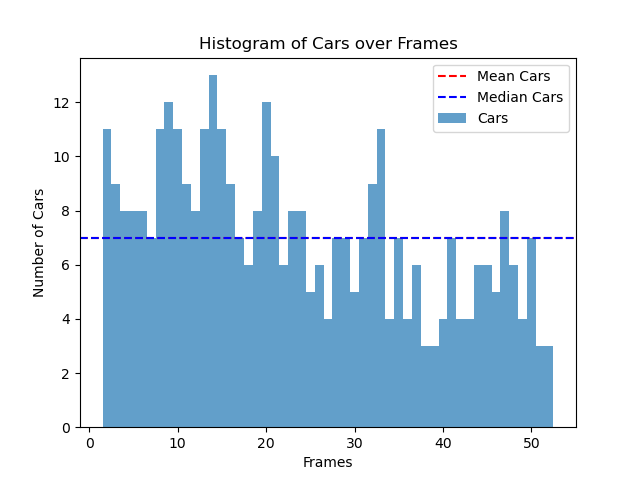 Histogram of Cars over Frames
Mean Cars
Median Cars
Cars
12
10
8
6
4
2
0
Number of Cars
0 10 20 30 40 50
Frames